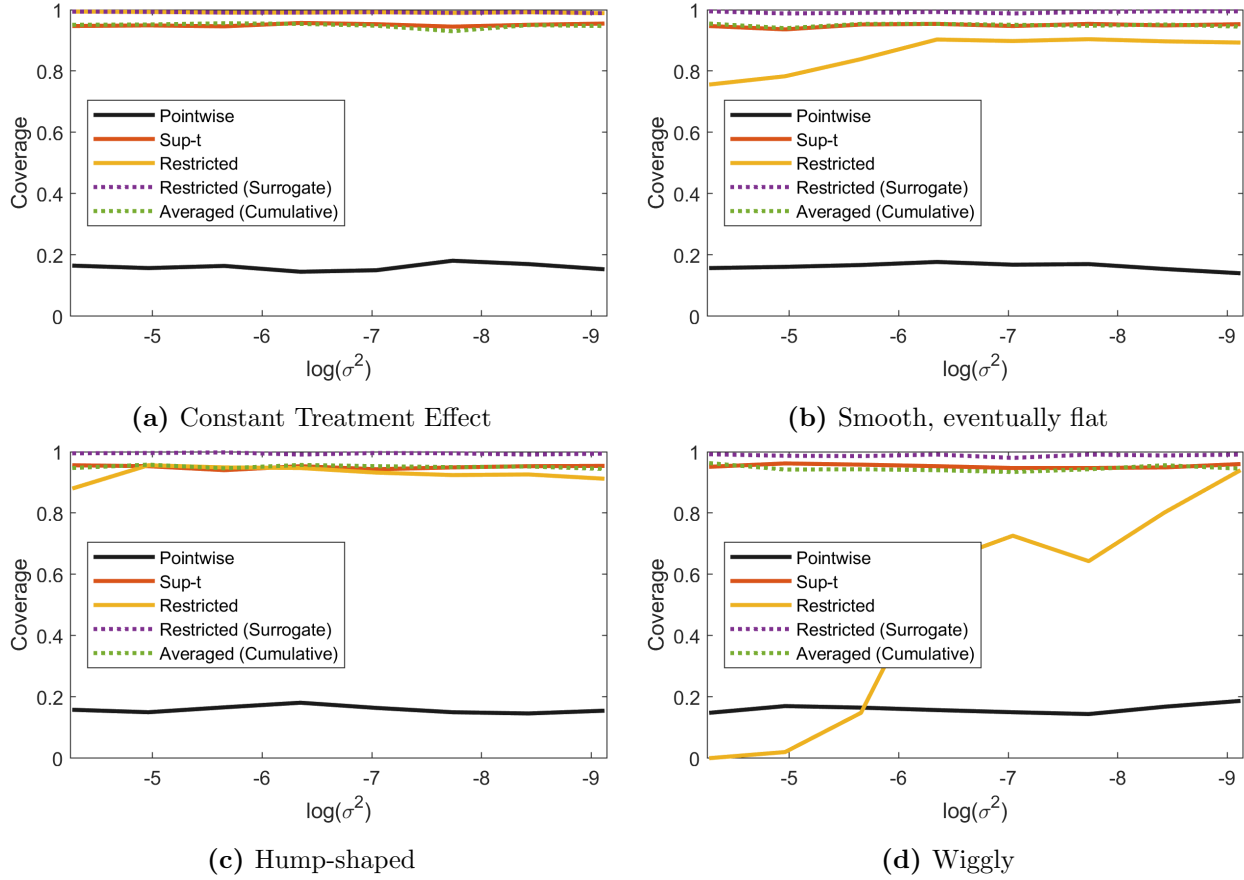 1
0.8
0.6
0.4
0.2
0
Coverage
Pointwise
Sup-t
Restricted
Restricted (Surrogate)
Averaged (Cumulative)
-5
-6
-7
-8
-9
log(σ²)
(a) Constant Treatment Effect
1
0.8
0.6
0.4
0.2
0
Coverage
Pointwise
Sup-t
Restricted
Restricted (Surrogate)
Averaged (Cumulative)
-5
-6
-7
-8
-9
log(σ²)
(b) Smooth, eventually flat
1
0.8
0.6
0.4
0.2
0
Coverage
Pointwise
Sup-t
Restricted
Restricted (Surrogate)
Averaged (Cumulative)
-5
-6
-7
-8
-9
log(σ²)
(c) Hump-shaped
1
0.8
0.6
0.4
0.2
0
Coverage
Pointwise
Sup-t
Restricted
Restricted (Surrogate)
Averaged (Cumulative)
-5
-6
-7
-8
-9
log(σ²)
(d) Wiggly